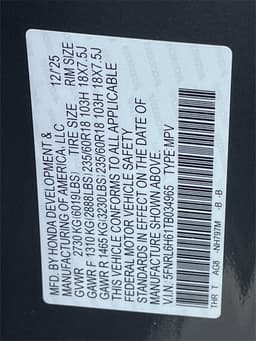 MFD. BY HONDA DEVELOPMENT & 12/25
MANUFACTURING OF AMERICA, LLC
GVWR 2730 KG(6019LBS) TIRE SIZE RIM SIZE
GAWR F 1310 KG(2888LBS) 235/60R18 103H 18X7.5J
GAWR R 1465 KG(3230LBS) 235/60R18 103H 18X7.5J
THIS VEHICLE CONFORMS TO ALL APPLICABLE
FEDERAL MOTOR VEHICLE SAFETY
STANDARDS IN EFFECT ON THE DATE OF
MANUFACTURE SHOWN ABOVE.
V.I.N.: 5FNRL6H61TB034965 TYPE:MPV
THR T AG8 -NH797M -B -B